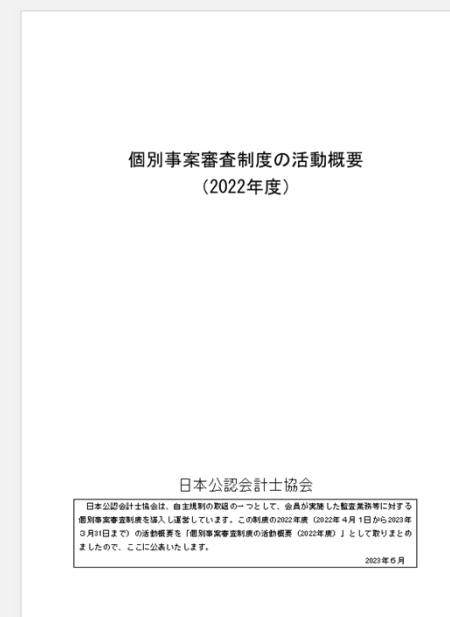 個別事案審査制度の活動概要
（2022年度）
日本公認会計士協会
日本公認会計士協会は、自主規制の取組の一つとして、会員が実施した監査業務等に対する
個別事案審査制度を導入し運営しています。この制度の2022年度（2022年４月１日から2023年
３月31日まで）の活動概要を「個別事案審査制度の活動概要（2022年度）」として取りまとめ
ましたので、ここに公表いたします。
2023年６月